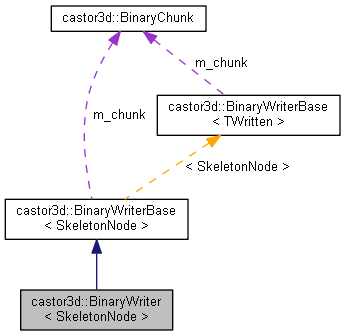 castor3d::BinaryChunk
m_chunk
castor3d::BinaryWriterBase
< TWritten >
m_chunk
< SkeletonNode >
castor3d::BinaryWriterBase
< SkeletonNode >
castor3d::BinaryWriter
< SkeletonNode >